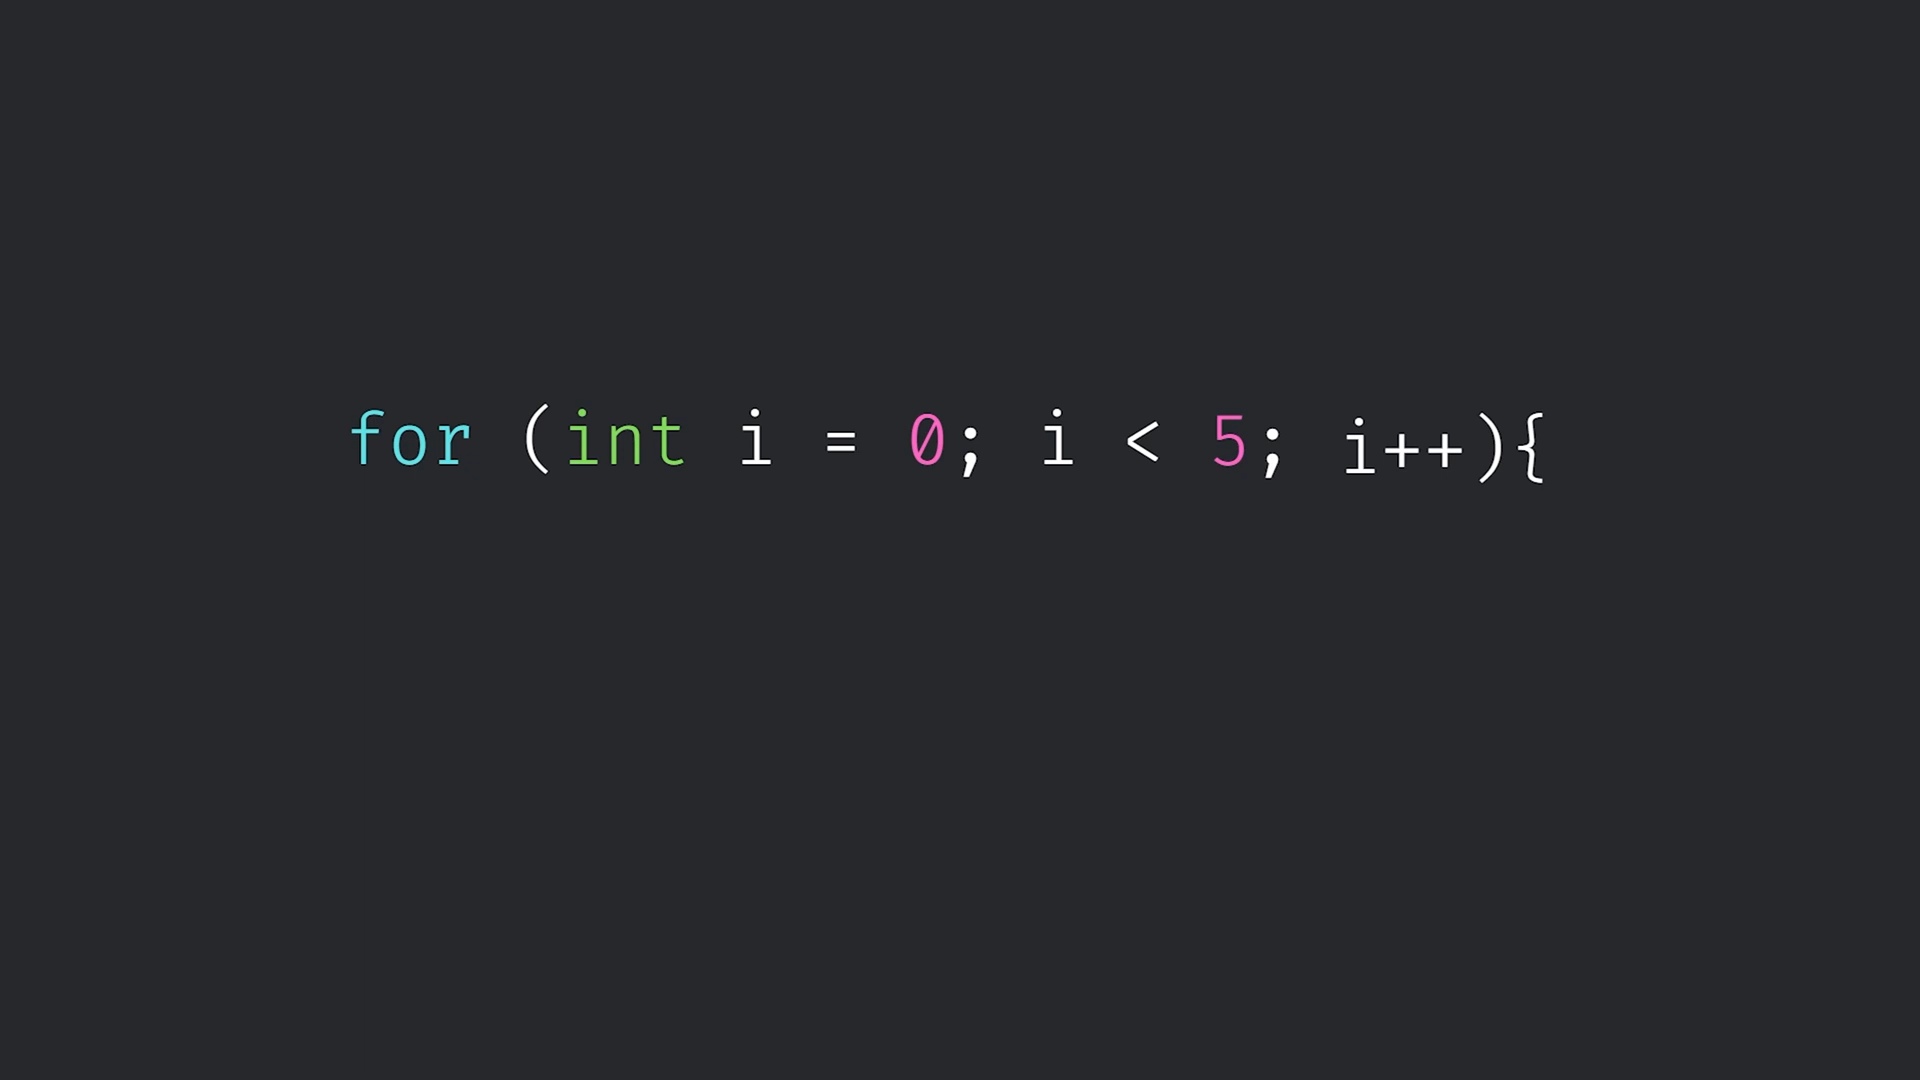 for (int i = 0; i < 5; i++){